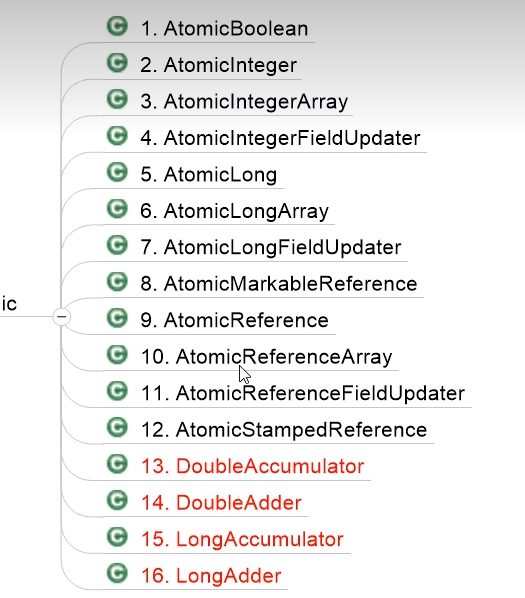 1. AtomicBoolean
2. AtomicInteger
3. AtomicIntegerArray
4. AtomicIntegerFieldUpdater
5. AtomicLong
6. AtomicLongArray
7. AtomicLongFieldUpdater
8. AtomicMarkableReference
ic
9. AtomicReference
10. AtomicReferenceArray
11. AtomicReferenceFieldUpdater
12. AtomicStampedReference
13. DoubleAccumulator
14. DoubleAdder
15. LongAccumulator
16. LongAdder